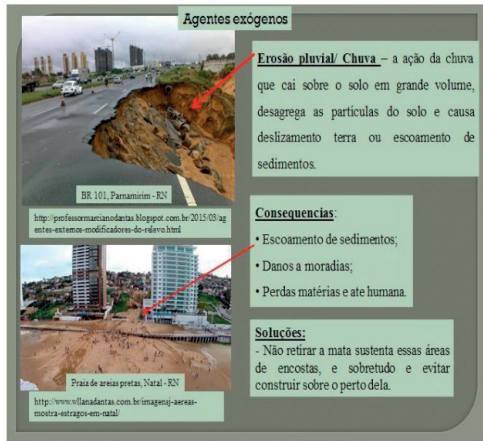 Agentes exógenos
Erosão pluvial/ Chuva – a ação da chuva
que cai sobre o solo em grande volume,
desagrega as partículas do solo e causa
deslizamento terra ou escoamento de
sedimentos.
BR 101, Parnamirim - RN
http://professormarcianodantas.blogspot.com.br/2015/03/ag
entes-externos-modificadores-do-relevo.html
Consequencias:
• Escoamento de sedimentos;
• Danos a moradias;
• Perdas matérias e ate humana.
Praia de areias pretas, Natal - RN
http://www.wllanadantas.com.br/imagensj-aereas-
mostra-estragos-em-natal/
Soluções:
- Não retirar a mata sustenta essas áreas
de encostas, e sobretudo e evitar
construir sobre o perto dela.